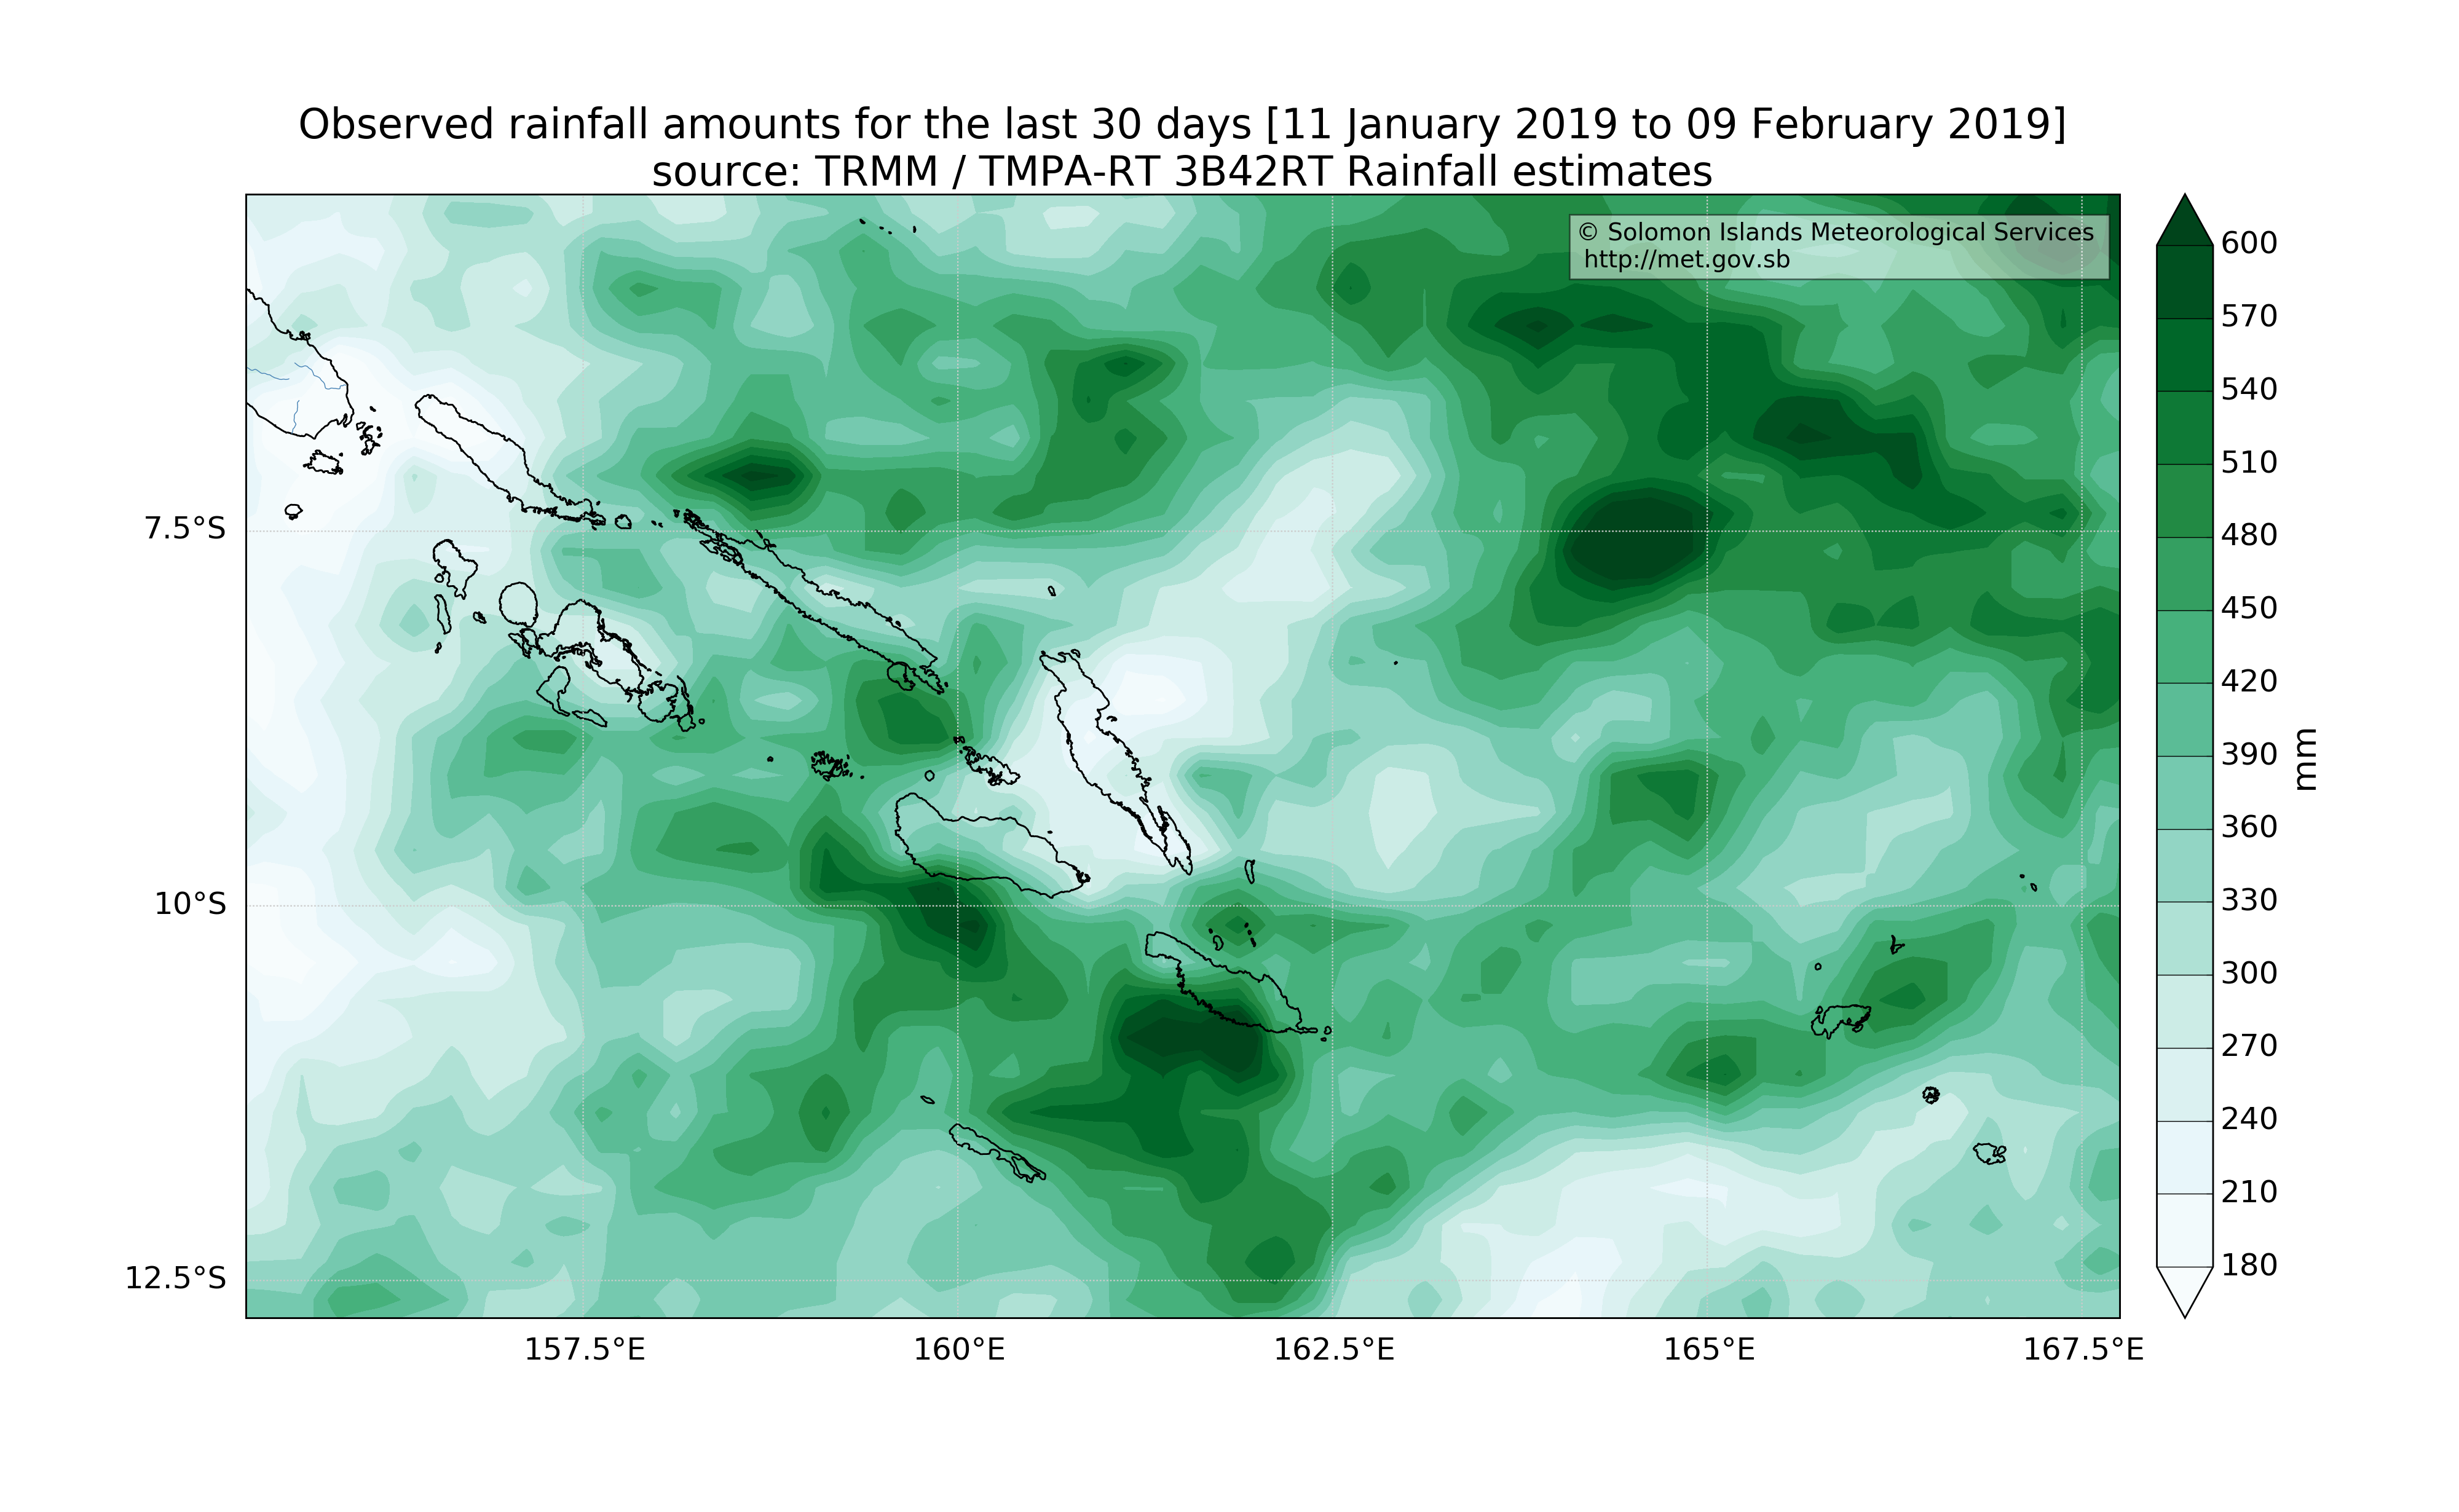 Observed rainfall amounts for the last 30 days [11 January 2019 to 09 February 2019]
source: TRMM / TMPA-RT 3B42RT Rainfall estimates
© Solomon Islands Meteorological Services
http://met.gov.sb
7.5°S
10°S
12.5°S
157.5°E
160°E
162.5°E
165°E
167.5°E
600
570
540
510
480
450
420
390
360
330
300
270
240
210
180
mm